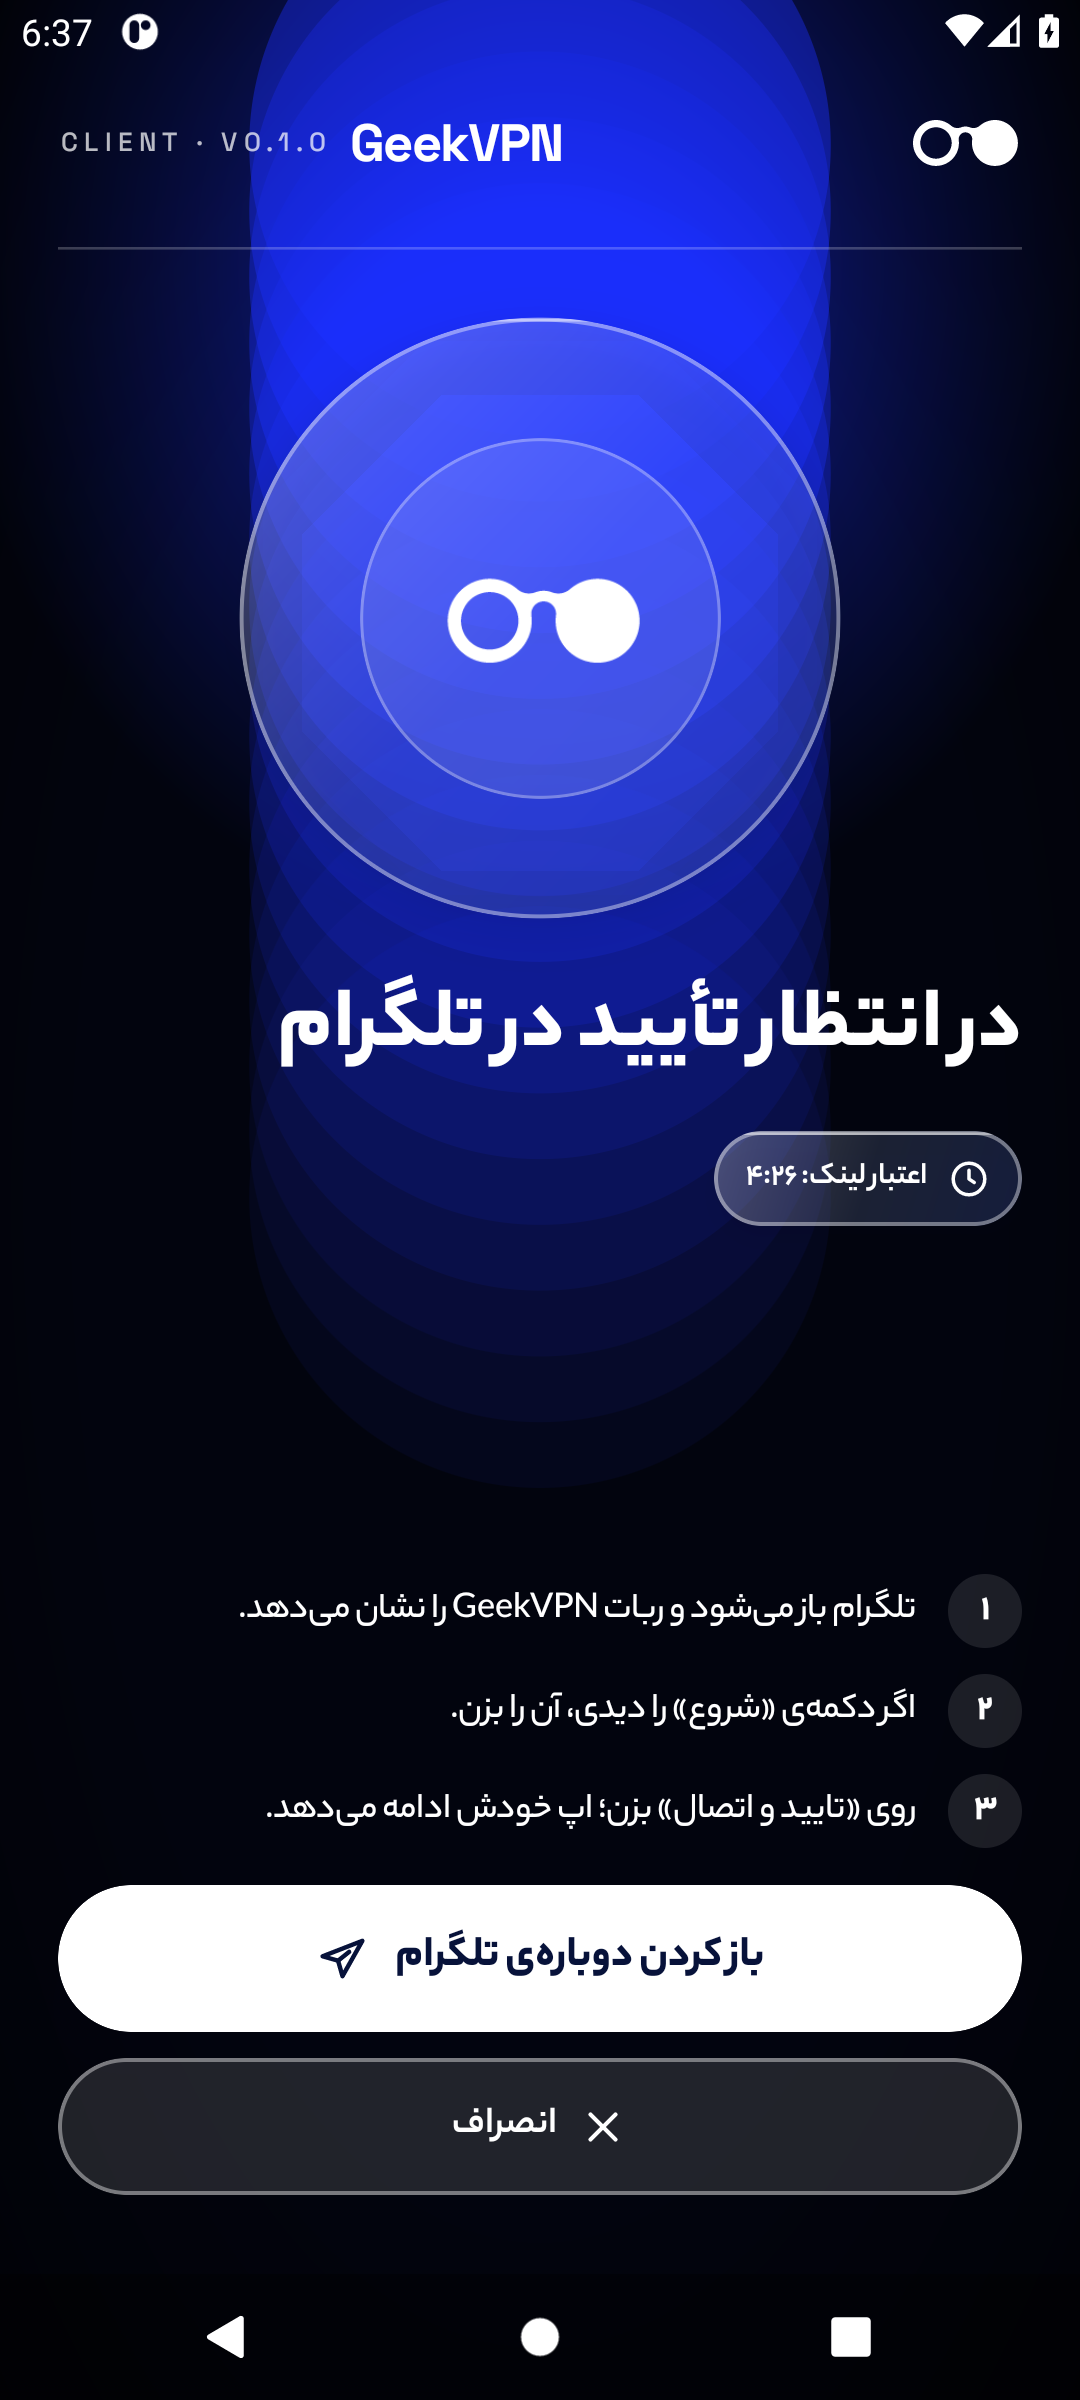 6:37
CLIENT · V0.1.0 GeekVPN
در انتظار تأیید در تلگرام
اعتبار لینک: ۴:۲۶
۱ تلگرام باز می‌شود و ربات GeekVPN را نشان می‌دهد.
۲ اگر دکمه‌ی «شروع» را دیدی، آن را بزن.
۳ روی «تایید و اتصال» بزن؛ اپ خودش ادامه می‌دهد.
باز کردن دوباره‌ی تلگرام
انصراف